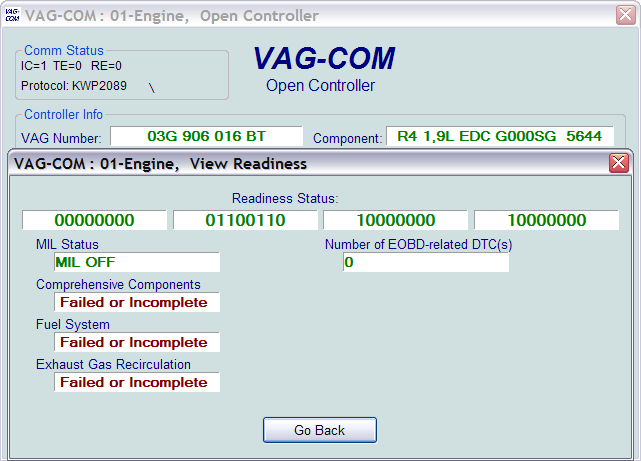 VAG-COM
VAG-COM : 01-Engine, Open Controller
Comm Status
IC=1 TE=0 RE=0
Protocol: KWP2089 \
VAG-COM
Open Controller
Controller Info
VAG Number: 03G 906 016 BT Component: R4 1,9L EDC G000SG 5644
VAG-COM : 01-Engine, View Readiness
Readiness Status:
00000000 01100110 10000000 10000000
MIL Status Number of EOBD-related DTC(s)
MIL OFF 0
Comprehensive Components
Failed or Incomplete
Fuel System
Failed or Incomplete
Exhaust Gas Recirculation
Failed or Incomplete
Go Back